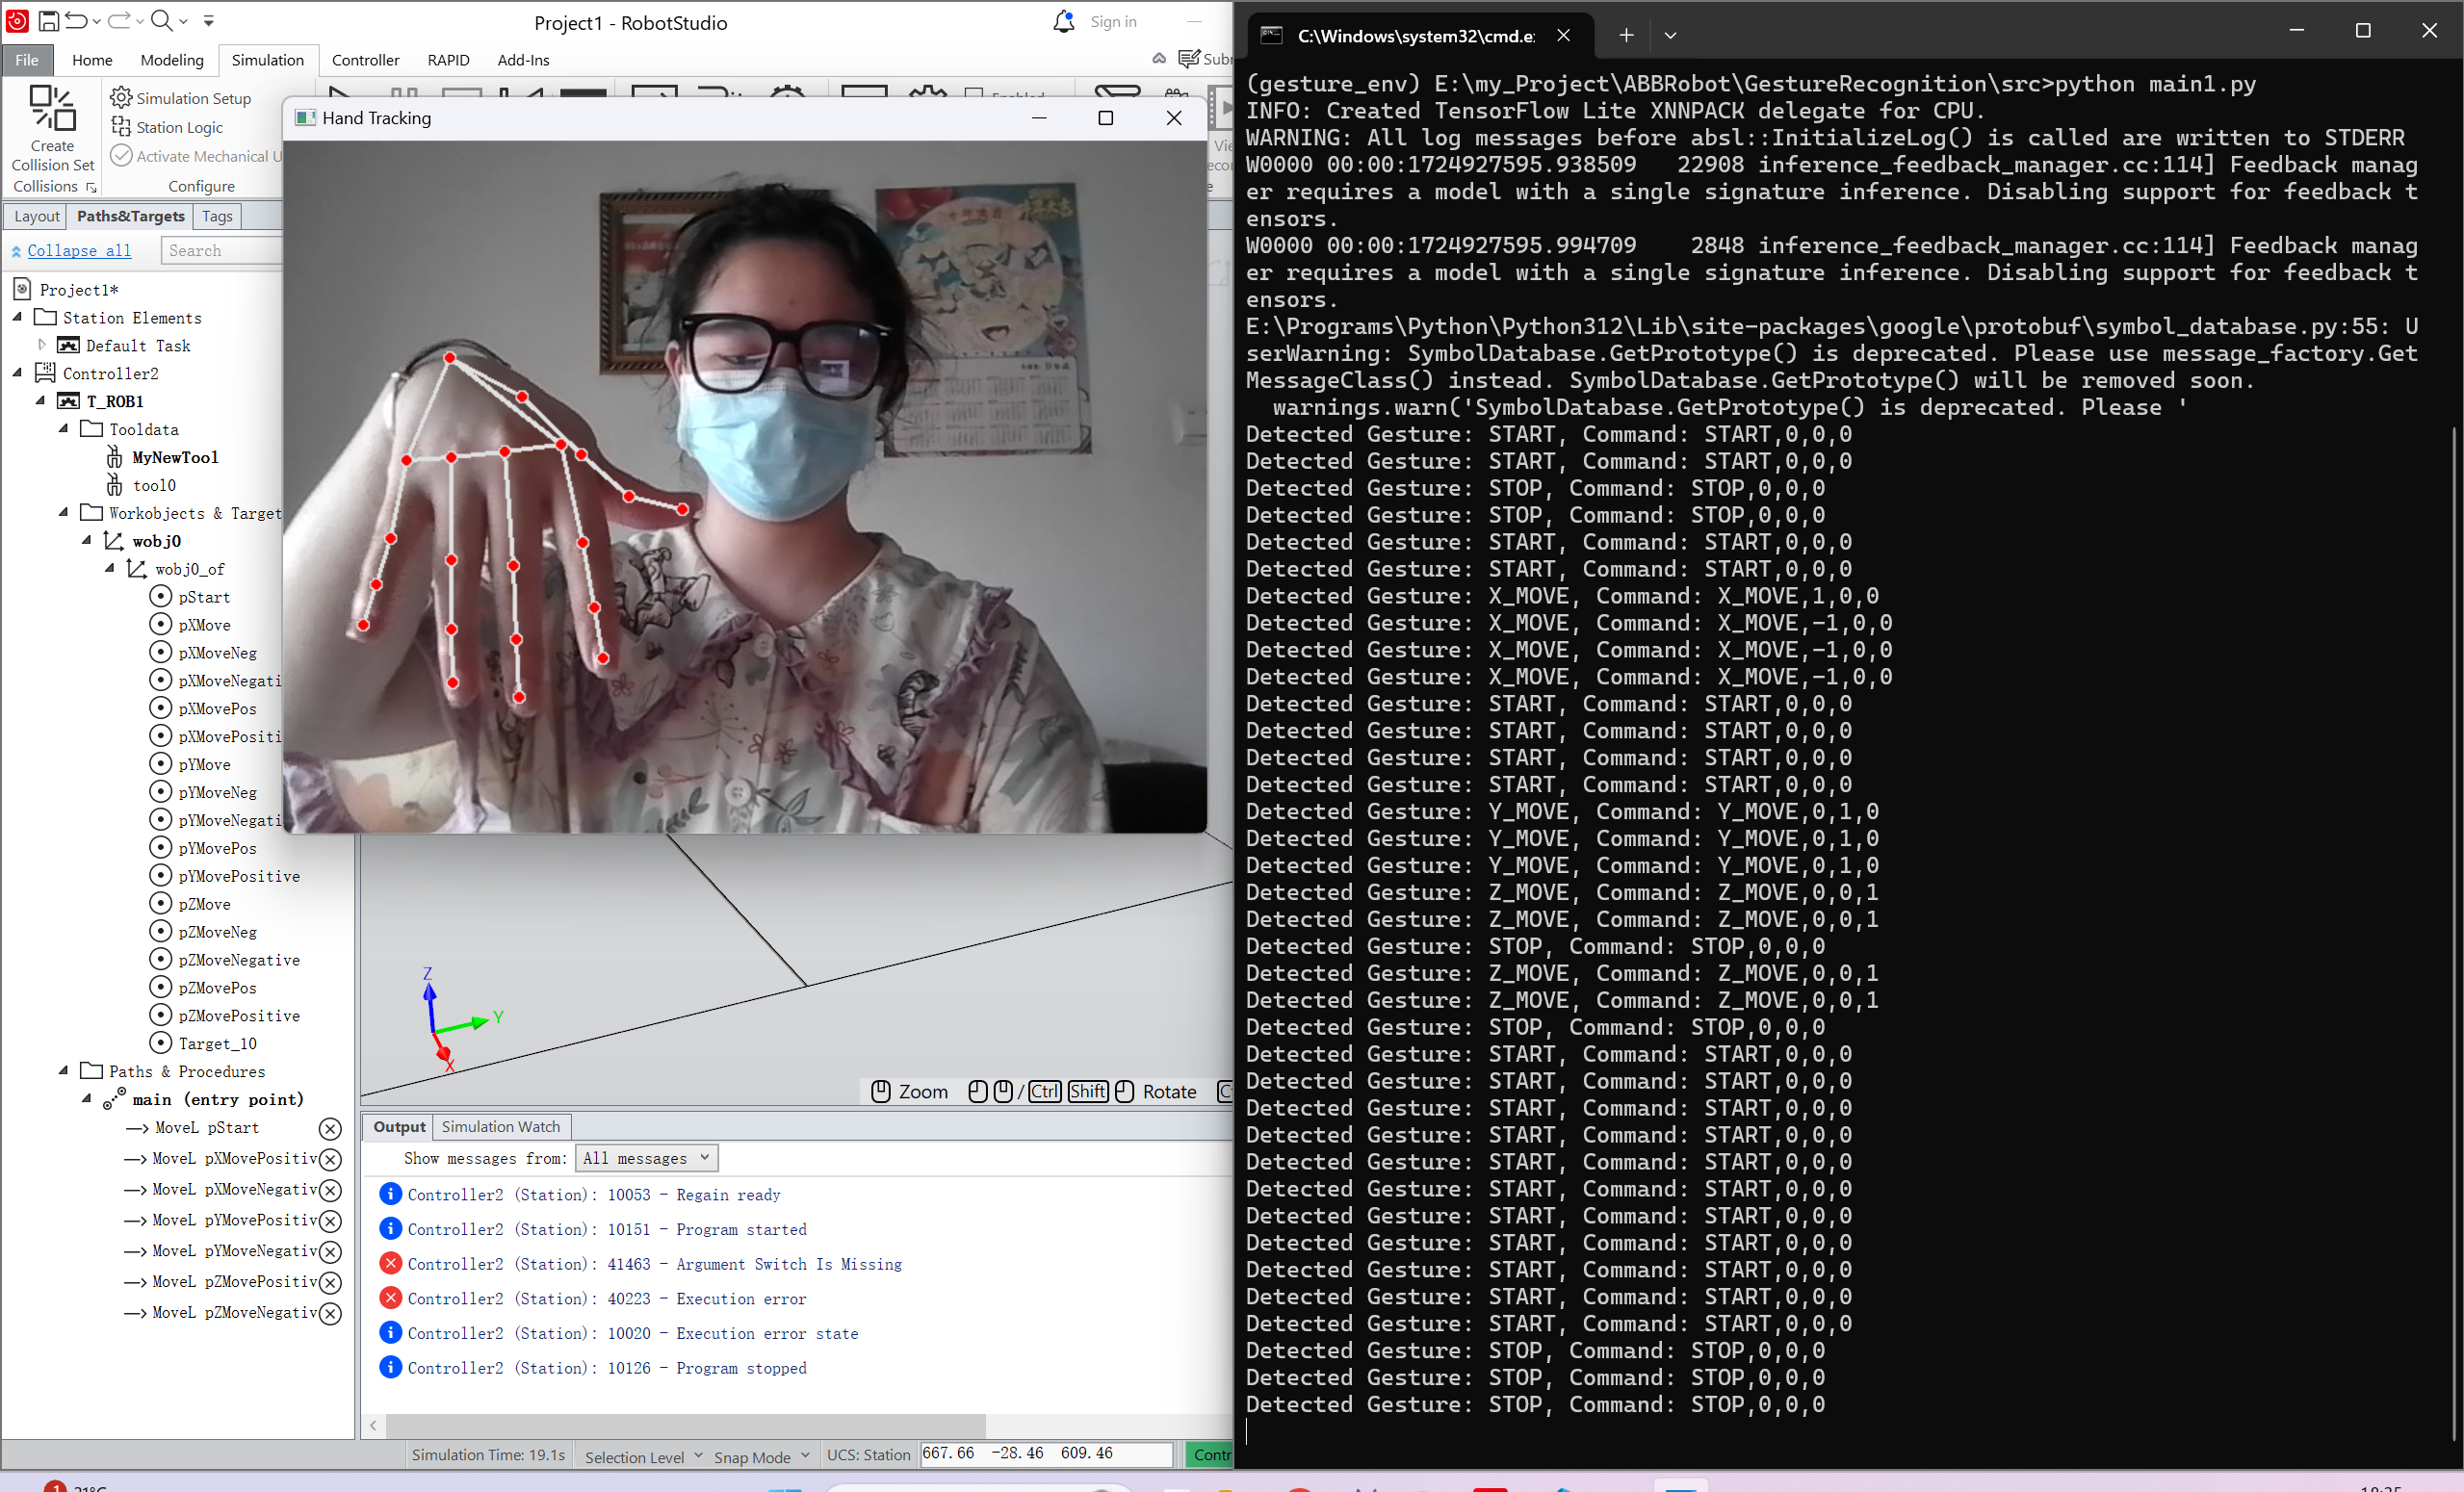 Project1 - RobotStudio
Sign in
File
Home
Modeling
Simulation
Controller
RAPID
Add-Ins
Create
Collision Set
Collisions
Simulation Setup
Station Logic
Activate Mechanical U
Configure
Hand Tracking
Layout
Paths&Targets
Tags
Collapse all
Search
Project1*
Station Elements
Default Task
Controller2
T_ROB1
Tooldata
MyNewTool
tool0
Workobjects & Target
wobj0
wobj0_of
pStart
pXMove
pXMoveNeg
pXMoveNegati
pXMovePos
pXMovePositi
pYMove
pYMoveNeg
pYMoveNegati
pYMovePos
pYMovePositive
pZMove
pZMoveNeg
pZMoveNegative
pZMovePos
pZMovePositive
Target_10
Paths & Procedures
main (entry point)
MoveL pStart
MoveL pXMovePositiv
MoveL pXMoveNegativ
MoveL pYMovePositiv
MoveL pYMoveNegativ
MoveL pZMovePositiv
MoveL pZMoveNegativ
Z
Y
X
Zoom / Ctrl Shift Rotate
Output
Simulation Watch
Show messages from: All messages
Controller2 (Station): 10053 - Regain ready
Controller2 (Station): 10151 - Program started
Controller2 (Station): 41463 - Argument Switch Is Missing
Controller2 (Station): 40223 - Execution error
Controller2 (Station): 10020 - Execution error state
Controller2 (Station): 10126 - Program stopped
Simulation Time: 19.1s Selection Level Snap Mode UCS: Station 667.66 -28.46 609.46 Contr
C:\Windows\system32\cmd.e
(gesture_env) E:\my_Project\ABBRobot\GestureRecognition\src>python main1.py
INFO: Created TensorFlow Lite XNNPACK delegate for CPU.
WARNING: All log messages before absl::InitializeLog() is called are written to STDERR
W0000 00:00:1724927595.938509   22908 inference_feedback_manager.cc:114] Feedback manag
er requires a model with a single signature inference. Disabling support for feedback t
ensors.
W0000 00:00:1724927595.994709    2848 inference_feedback_manager.cc:114] Feedback manag
er requires a model with a single signature inference. Disabling support for feedback t
ensors.
E:\Programs\Python\Python312\Lib\site-packages\google\protobuf\symbol_database.py:55: U
serWarning: SymbolDatabase.GetPrototype() is deprecated. Please use message_factory.Get
MessageClass() instead. SymbolDatabase.GetPrototype() will be removed soon.
  warnings.warn('SymbolDatabase.GetPrototype() is deprecated. Please '
Detected Gesture: START, Command: START,0,0,0
Detected Gesture: START, Command: START,0,0,0
Detected Gesture: STOP, Command: STOP,0,0,0
Detected Gesture: STOP, Command: STOP,0,0,0
Detected Gesture: START, Command: START,0,0,0
Detected Gesture: START, Command: START,0,0,0
Detected Gesture: X_MOVE, Command: X_MOVE,1,0,0
Detected Gesture: X_MOVE, Command: X_MOVE,-1,0,0
Detected Gesture: X_MOVE, Command: X_MOVE,-1,0,0
Detected Gesture: X_MOVE, Command: X_MOVE,-1,0,0
Detected Gesture: START, Command: START,0,0,0
Detected Gesture: START, Command: START,0,0,0
Detected Gesture: START, Command: START,0,0,0
Detected Gesture: START, Command: START,0,0,0
Detected Gesture: Y_MOVE, Command: Y_MOVE,0,1,0
Detected Gesture: Y_MOVE, Command: Y_MOVE,0,1,0
Detected Gesture: Y_MOVE, Command: Y_MOVE,0,1,0
Detected Gesture: Z_MOVE, Command: Z_MOVE,0,0,1
Detected Gesture: Z_MOVE, Command: Z_MOVE,0,0,1
Detected Gesture: STOP, Command: STOP,0,0,0
Detected Gesture: Z_MOVE, Command: Z_MOVE,0,0,1
Detected Gesture: Z_MOVE, Command: Z_MOVE,0,0,1
Detected Gesture: STOP, Command: STOP,0,0,0
Detected Gesture: START, Command: START,0,0,0
Detected Gesture: START, Command: START,0,0,0
Detected Gesture: START, Command: START,0,0,0
Detected Gesture: START, Command: START,0,0,0
Detected Gesture: START, Command: START,0,0,0
Detected Gesture: START, Command: START,0,0,0
Detected Gesture: START, Command: START,0,0,0
Detected Gesture: START, Command: START,0,0,0
Detected Gesture: START, Command: START,0,0,0
Detected Gesture: START, Command: START,0,0,0
Detected Gesture: START, Command: START,0,0,0
Detected Gesture: STOP, Command: STOP,0,0,0
Detected Gesture: STOP, Command: STOP,0,0,0
Detected Gesture: STOP, Command: STOP,0,0,0